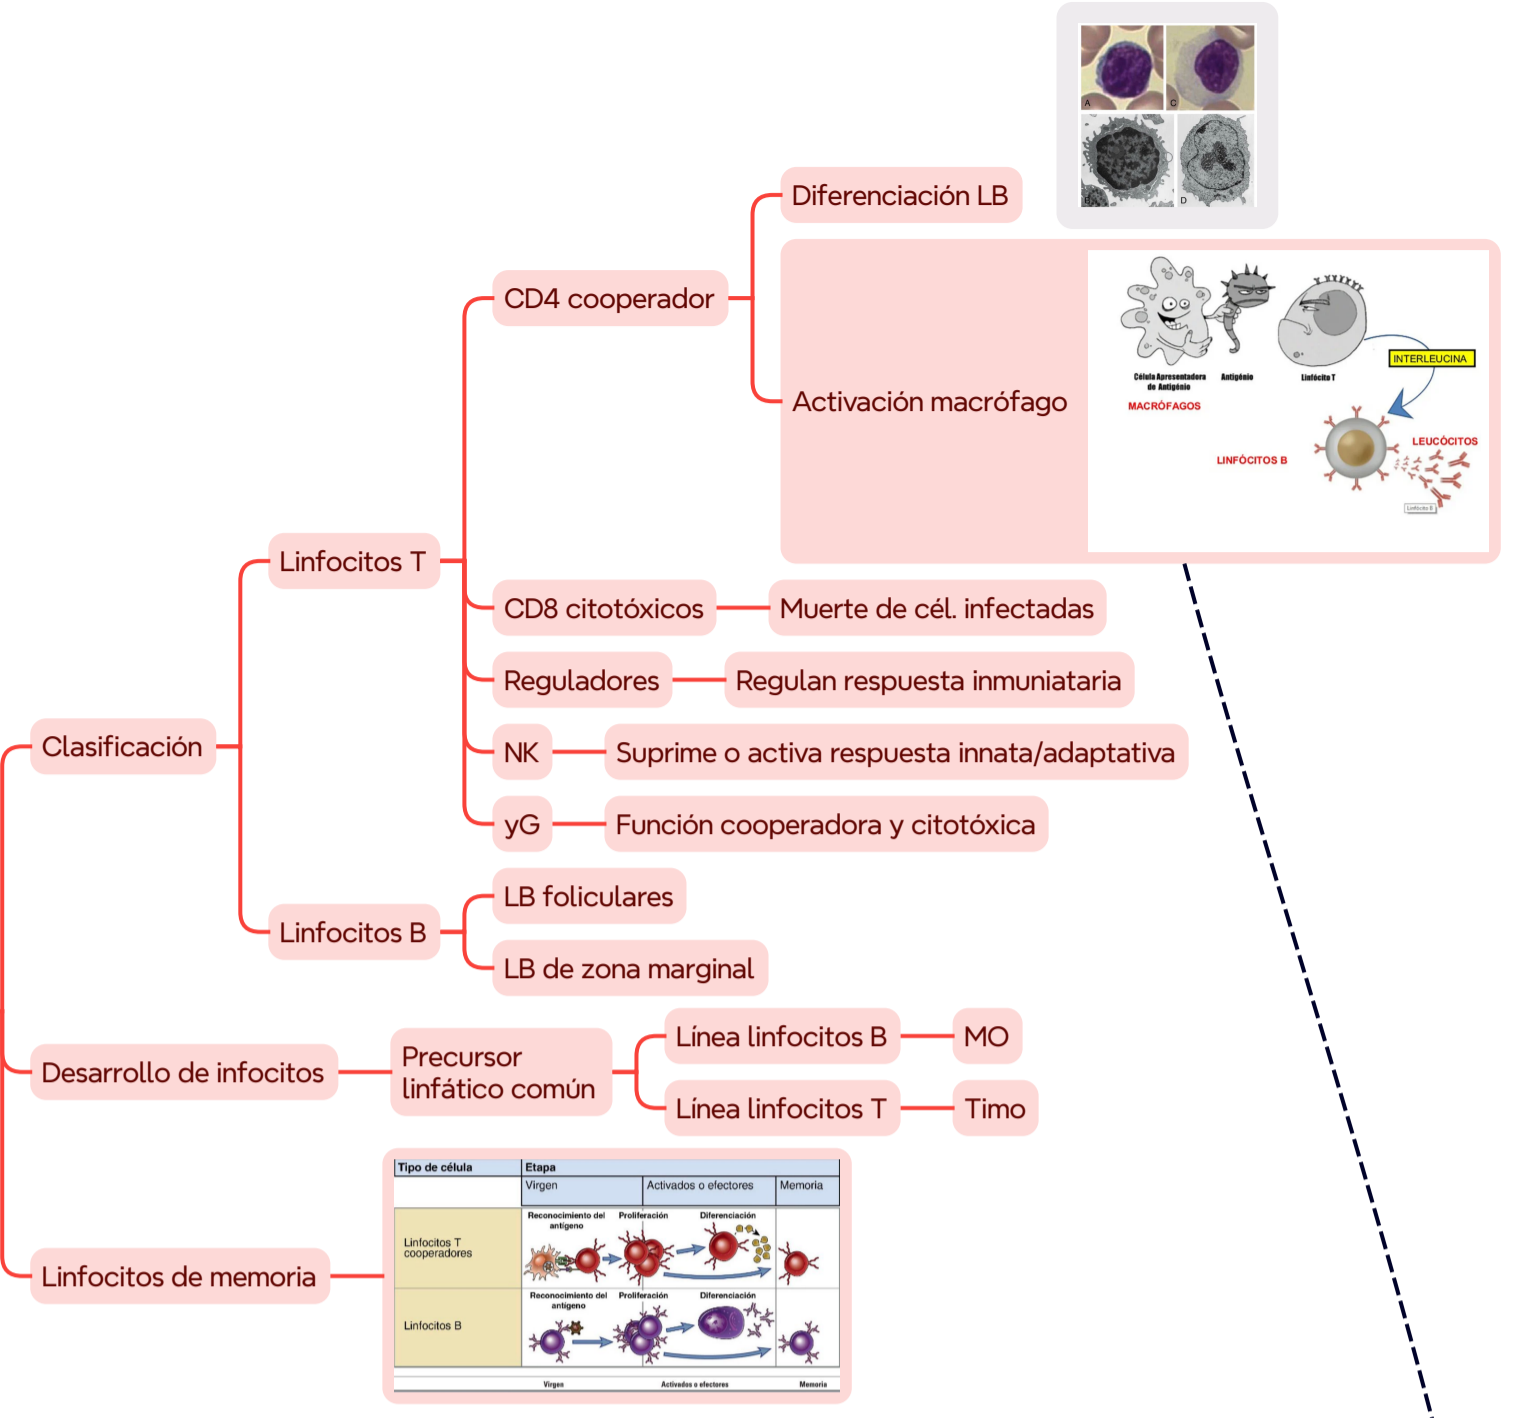 A
C
B
D
Diferenciación LB
CD4 cooperador
Activación macrófago
Célula Apresentadora
de Antigénio
Antigénio
Linfócito T
INTERLEUCINA
MACRÓFAGOS
LINFÓCITOS B
LEUCÓCITOS
Linfócito B
Linfocitos T
CD8 citotóxicos
Muerte de cél. infectadas
Reguladores
Regulan respuesta inmuniataria
Clasificación
NK
Suprime o activa respuesta innata/adaptativa
yG
Función cooperadora y citotóxica
Linfocitos B
LB foliculares
LB de zona marginal
Desarrollo de infocitos
Precursor
linfático común
Línea linfocitos B
MO
Línea linfocitos T
Timo
Linfocitos de memoria
Tipo de célula
Etapa
Virgen
Activados o efectores
Memoria
Linfocitos T
cooperadores
Reconocimiento del
antígeno
Proliferación
Diferenciación
Linfocitos B
Reconocimiento del
antígeno
Proliferación
Diferenciación
Virgen
Activados o efectores
Memoria